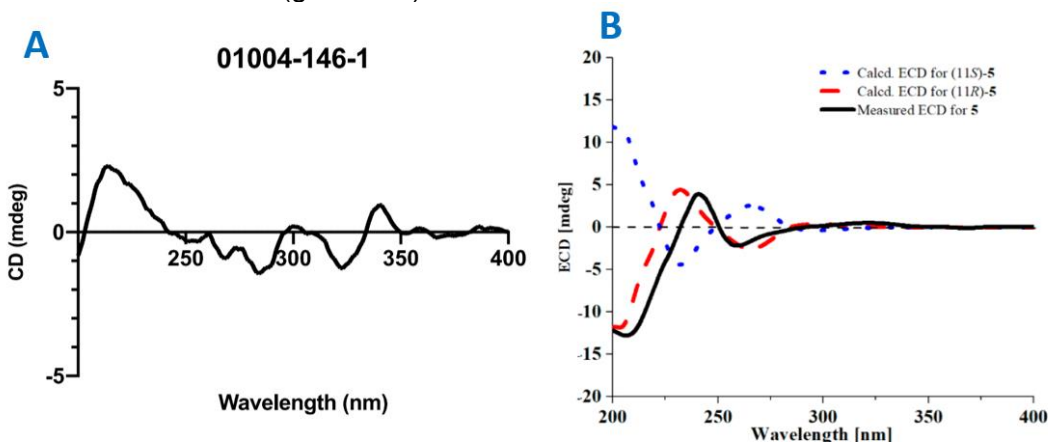 A
01004-146-1
5
0
-5
250
300
350
400
CD (mdeg)
Wavelength (nm)
B
20
15
10
5
0
-5
-10
-15
-20
200
250
300
350
400
ECD [mdeg]
Wavelength [nm]
Calcd. ECD for (11S)-5
Calcd. ECD for (11R)-5
Measured ECD for 5